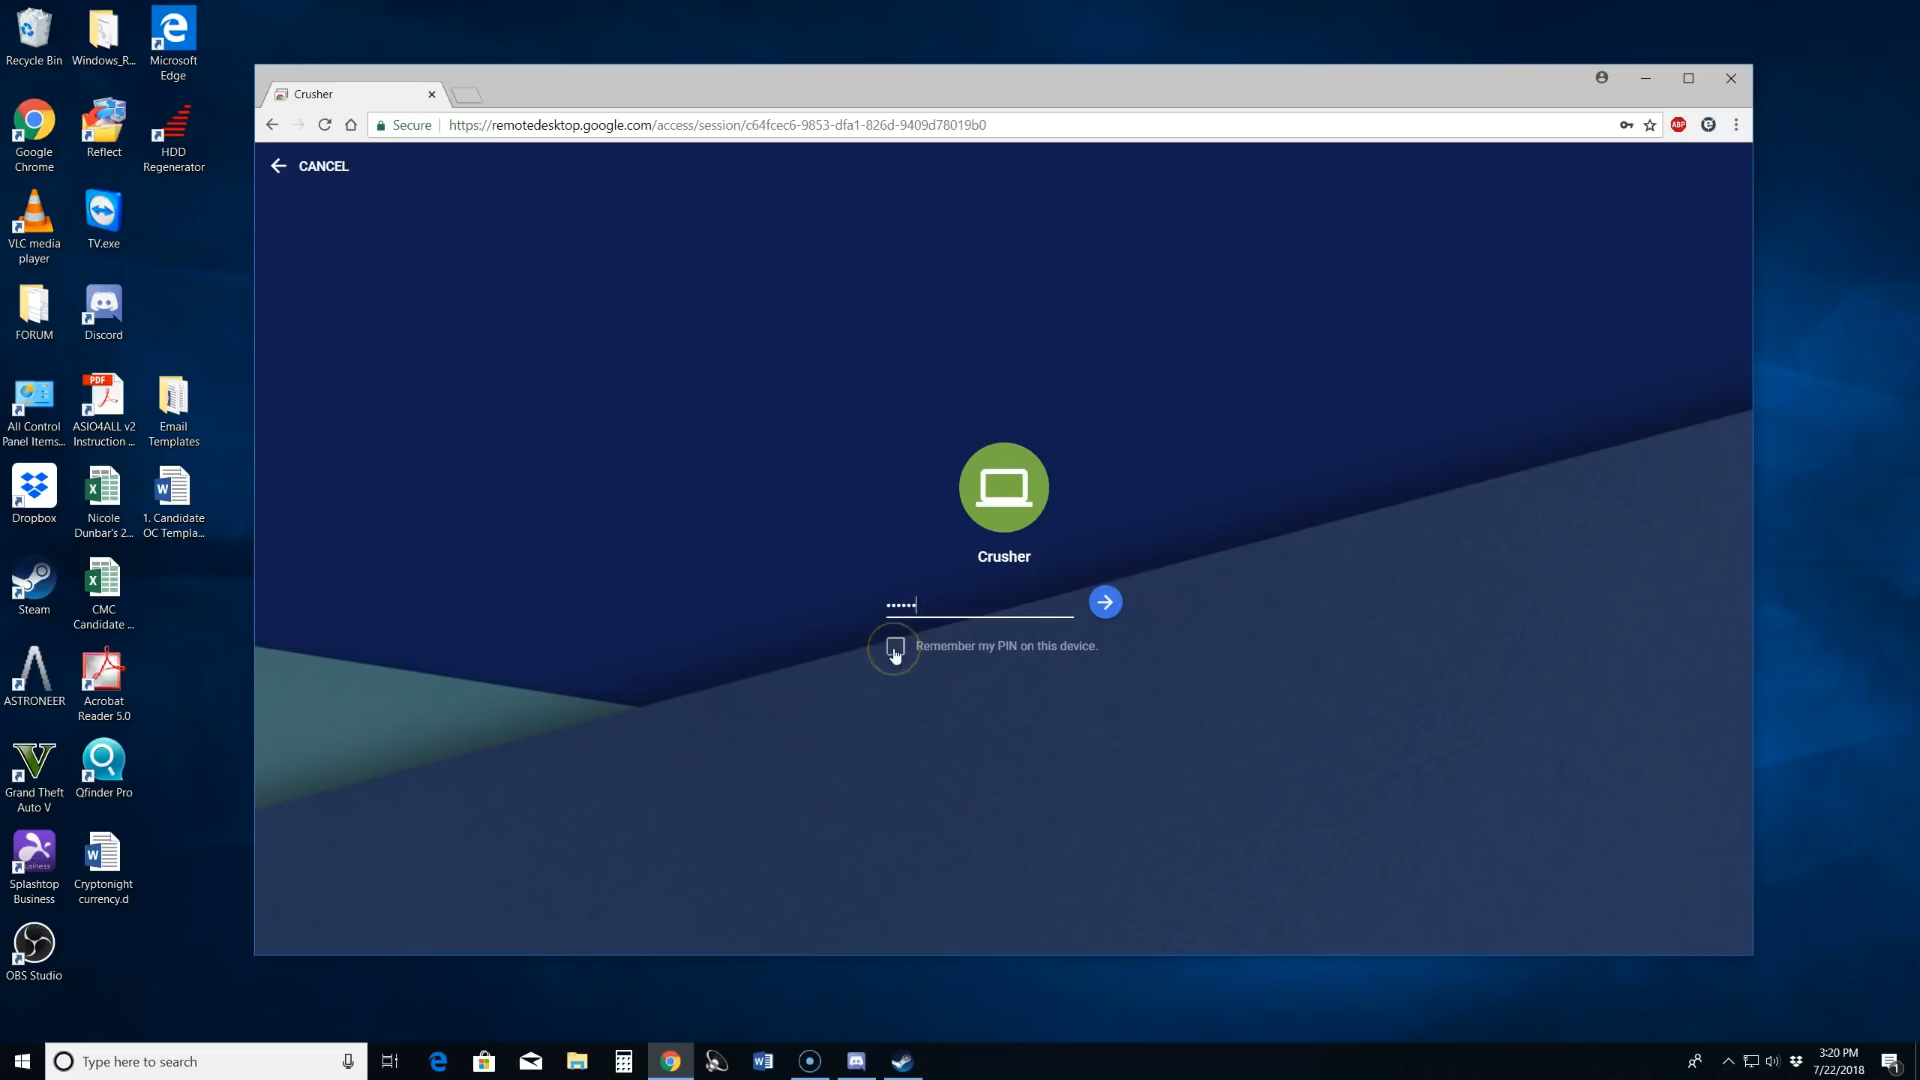 Recycle Bin
Windows_R...
Microsoft
Edge
Google
Chrome
Reflect
HDD
Regenerator
VLC media
player
TV.exe
FORUM
Discord
All Control
Panel Items...
PDF
ASIO4ALL v2
Instruction ...
Email
Templates
Dropbox
Nicole
Dunbar's 2...
1. Candidate
OC Templa...
Steam
CMC
Candidate ...
ASTRONEER
Acrobat
Reader 5.0
Grand Theft
Auto V
Qfinder Pro
Splashtop
Business
Cryptonight
currency.d
OBS Studio
Crusher
Secure
https://remotedesktop.google.com/access/session/c64fcec6-9853-dfa1-826d-9409d78019b0
ABP
CANCEL
Crusher
••••••
Remember my PIN on this device.
Type here to search
3:20 PM
7/22/2018
1